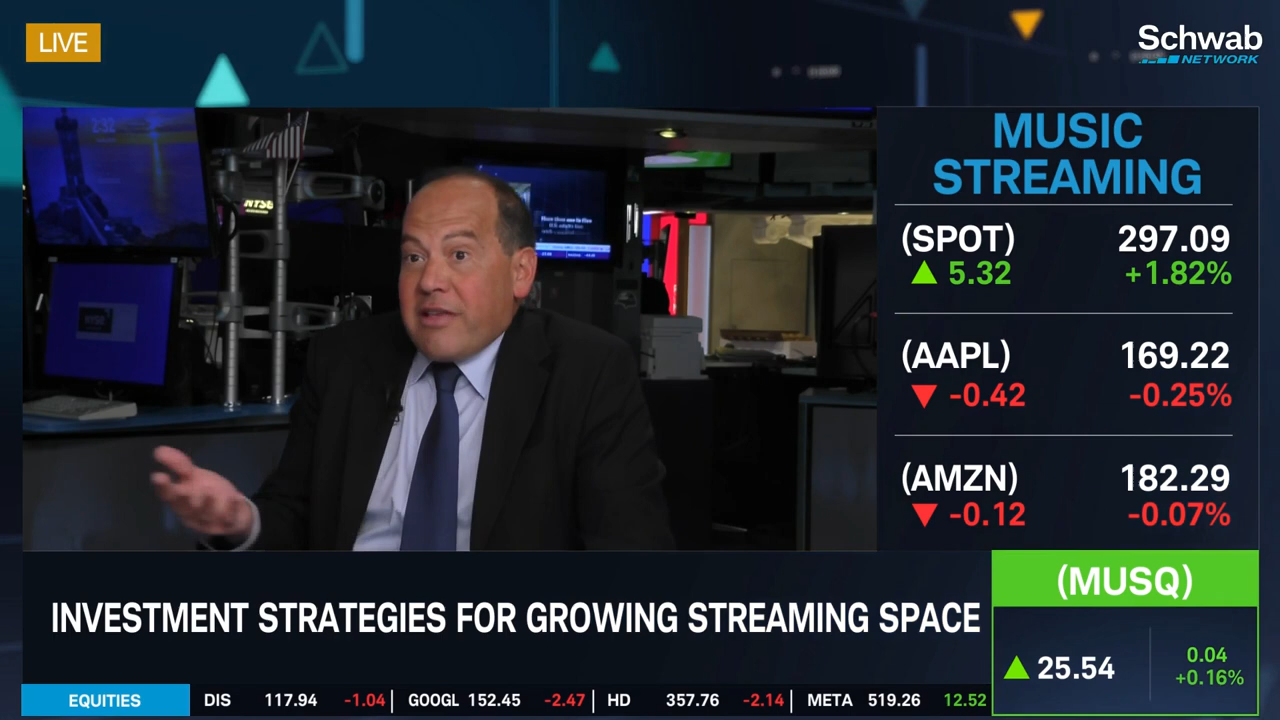 LIVE
Schwab
NETWORK
2:32
NYSE
MUSIC
STREAMING
(SPOT) 297.09
▲ 5.32 +1.82%
(AAPL) 169.22
▼ -0.42 -0.25%
(AMZN) 182.29
▼ -0.12 -0.07%
INVESTMENT STRATEGIES FOR GROWING STREAMING SPACE
(MUSQ)
▲ 25.54 0.04
+0.16%
EQUITIES DIS 117.94 -1.04 GOOGL 152.45 -2.47 HD 357.76 -2.14 META 519.26 12.52